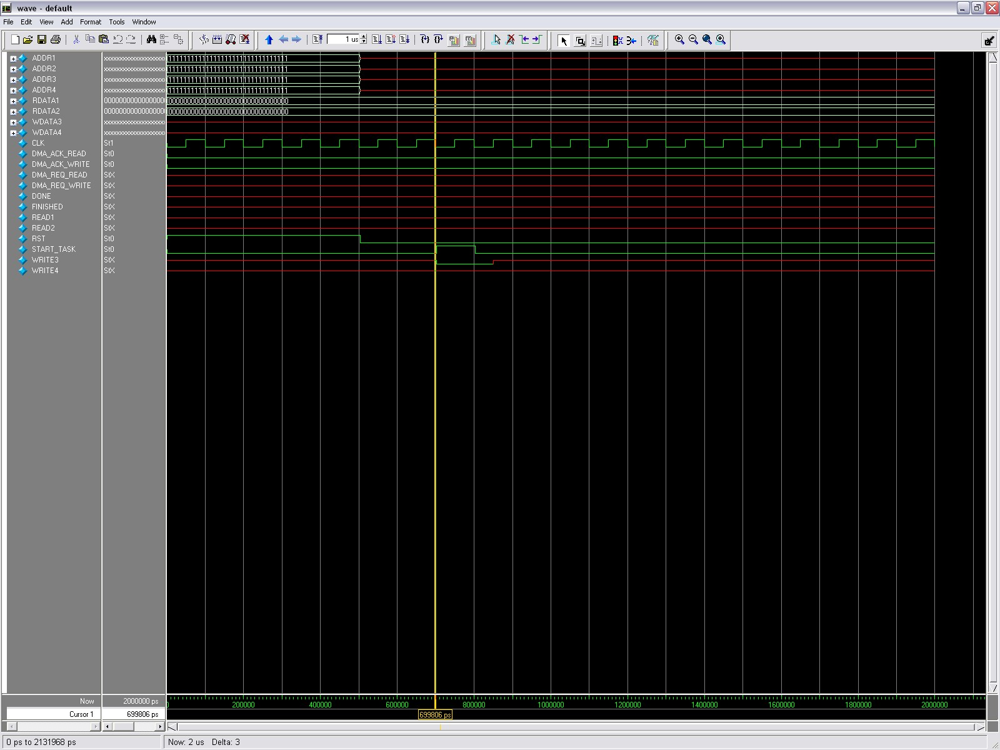 wave - default
File Edit View Add Format Tools Window
1 us
ADDR1 xxxxxxxxxxxxxxxxxxxx 11111111111111111111111111111111
ADDR2 xxxxxxxxxxxxxxxxxxxx 11111111111111111111111111111111
ADDR3 xxxxxxxxxxxxxxxxxxxx 11111111111111111111111111111111
ADDR4 xxxxxxxxxxxxxxxxxxxx 11111111111111111111111111111111
RDATA1 0000000000000000 00000000000000000000000000000000
RDATA2 0000000000000000 00000000000000000000000000000000
WDATA3 xxxxxxxxxxxxxxxxxxxx
WDATA4 xxxxxxxxxxxxxxxxxxxx
CLK St1
DMA_ACK_READ St0
DMA_ACK_WRITE St0
DMA_REQ_READ StX
DMA_REQ_WRITE StX
DONE StX
FINISHED StX
READ1 StX
READ2 StX
RST St0
START_TASK St0
WRITE3 StX
WRITE4 StX
Now 2000000 ps
200000 400000 600000 800000 1000000 1200000 1400000 1600000 1800000 2000000
Cursor 1 699806 ps 699806 ps
0 ps to 2131968 ps Now: 2 us Delta: 3